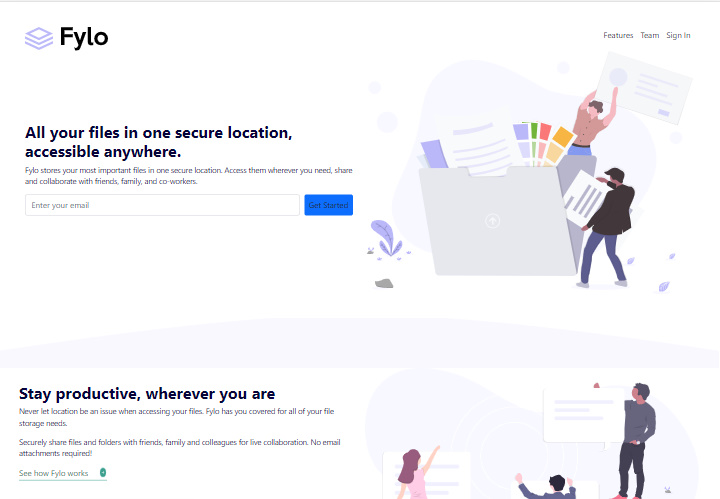 Fylo
Features Team Sign In
All your files in one secure location,
accessible anywhere.
Fylo stores your most important files in one secure location. Access them wherever you need, share
and collaborate with friends, family, and co-workers.
Enter your email
Get Started
Stay productive, wherever you are
Never let location be an issue when accessing your files. Fylo has you covered for all of your file
storage needs.
Securely share files and folders with friends, family and colleagues for live collaboration. No email
attachments required!
See how Fylo works